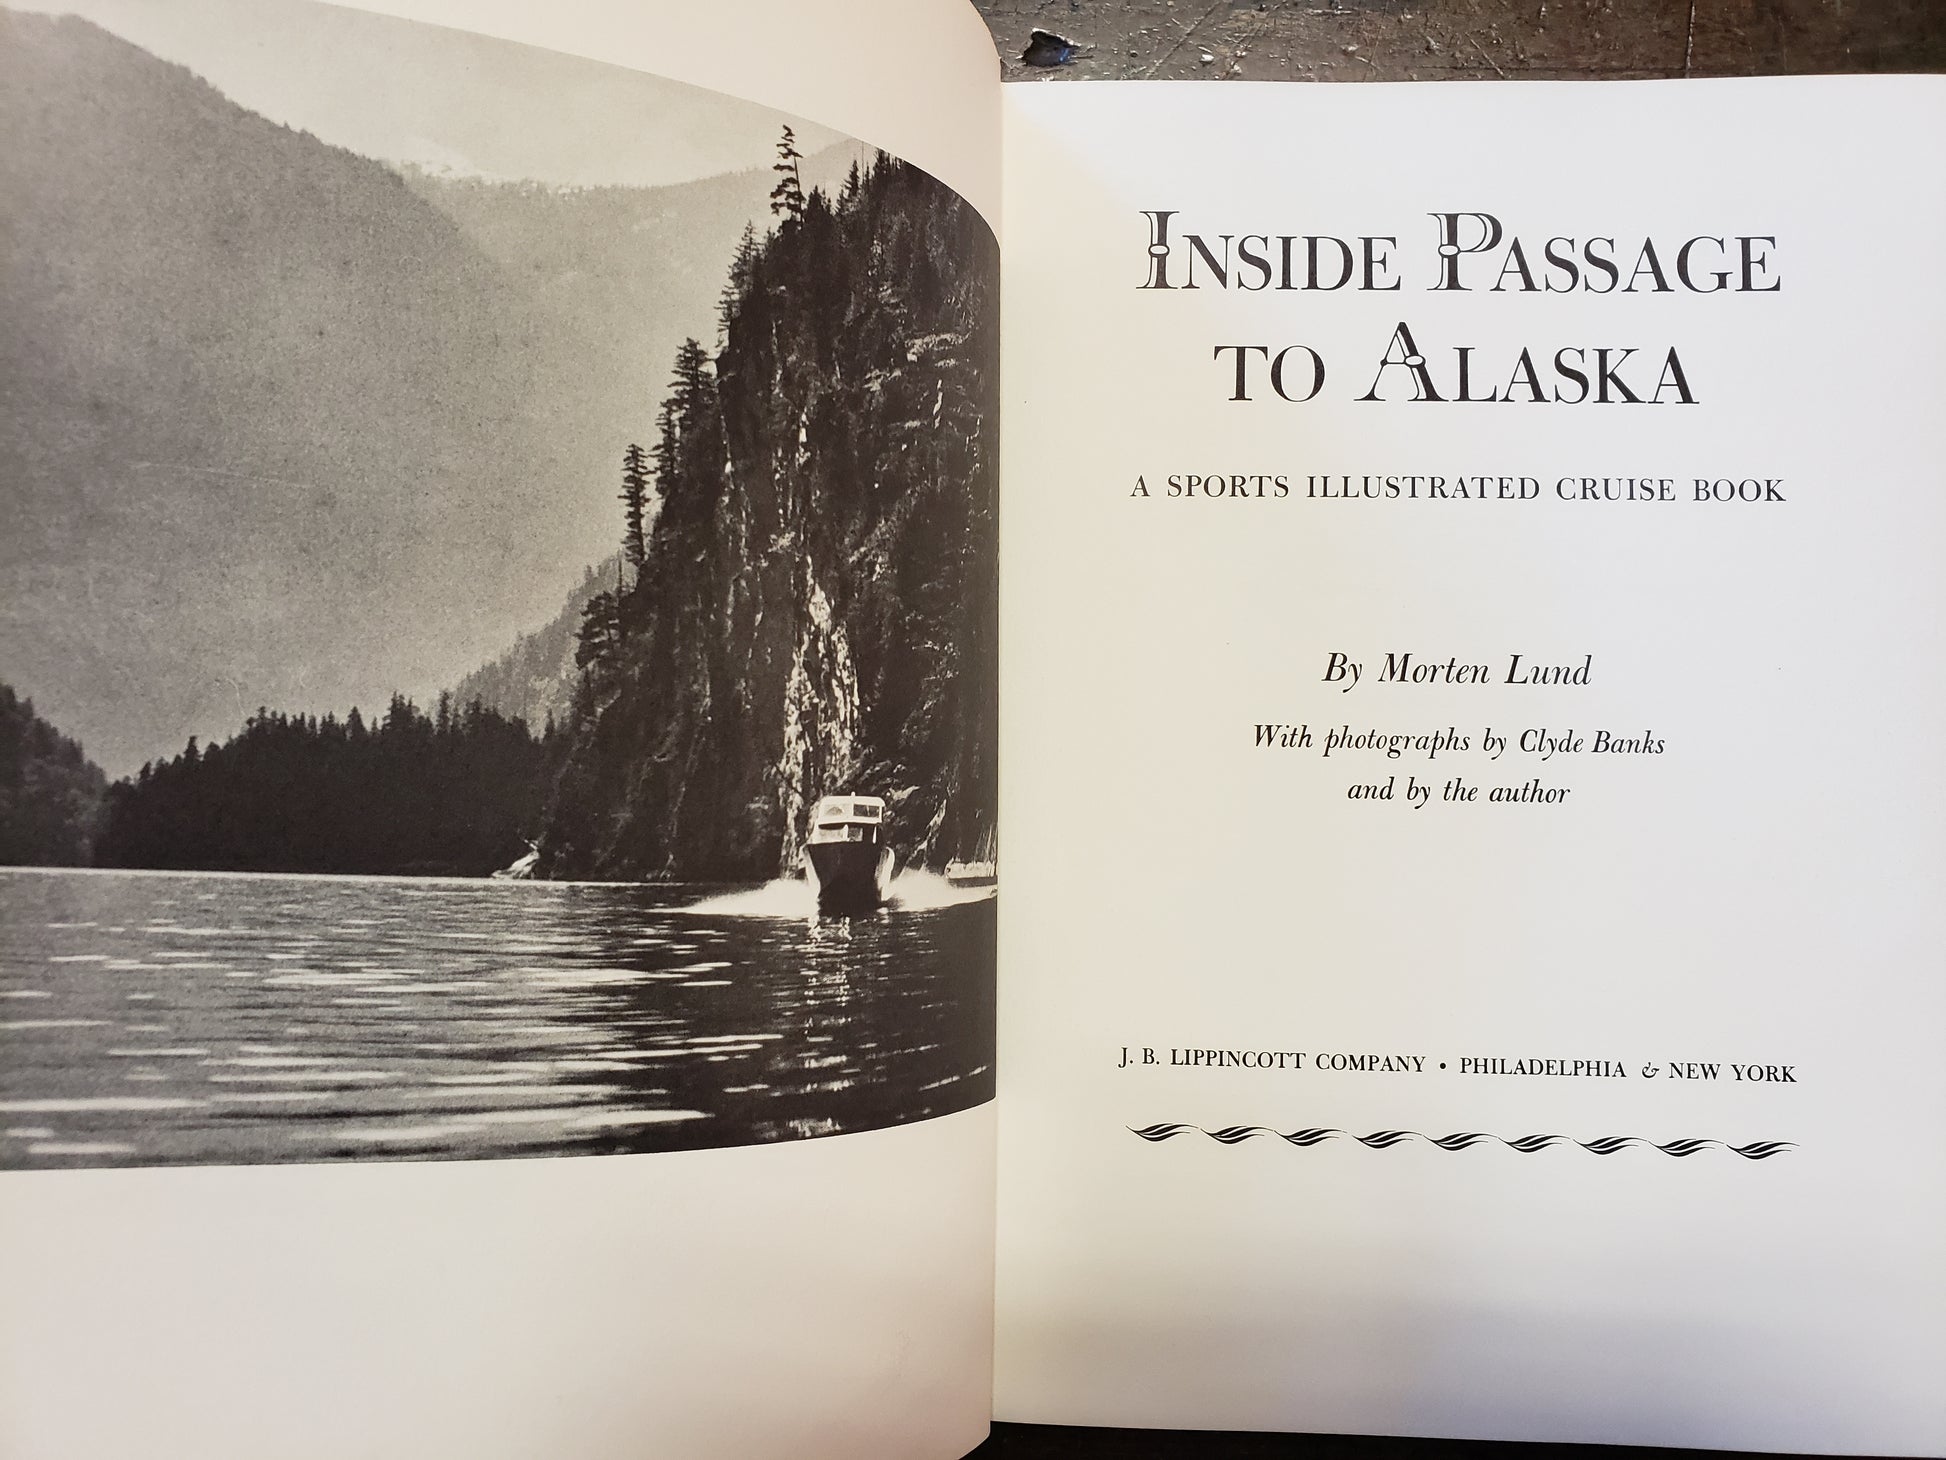 INSIDE PASSAGE
TO ALASKA
A SPORTS ILLUSTRATED CRUISE BOOK
By Morten Lund
With photographs by Clyde Banks
and by the author
J. B. LIPPINCOTT COMPANY • PHILADELPHIA & NEW YORK